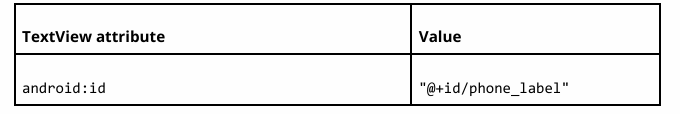 TextView attribute Value
android:id "@+id/phone_label"